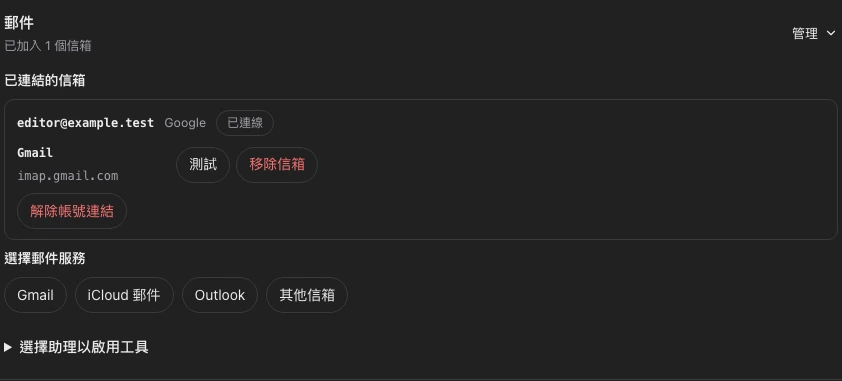 郵件
已加入 1 個信箱
管理
已連結的信箱
editor@example.test Google 已連線
Gmail
imap.gmail.com
測試 移除信箱
解除帳號連結
選擇郵件服務
Gmail iCloud 郵件 Outlook 其他信箱
選擇助理以啟用工具